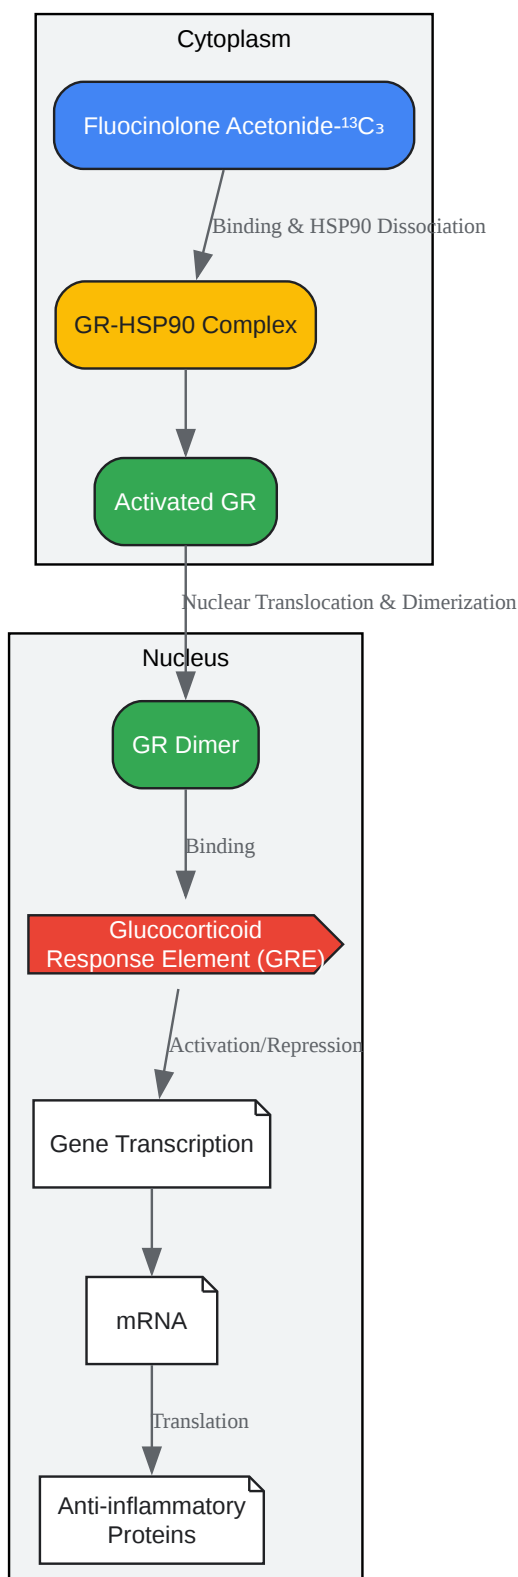 Cytoplasm
Fluocinolone Acetonide-¹³C₃
Binding & HSP90 Dissociation
GR-HSP90 Complex
Activated GR
Nuclear Translocation & Dimerization
Nucleus
GR Dimer
Binding
Glucocorticoid
Response Element (GRE)
Activation/Repression
Gene Transcription
mRNA
Translation
Anti-inflammatory
Proteins